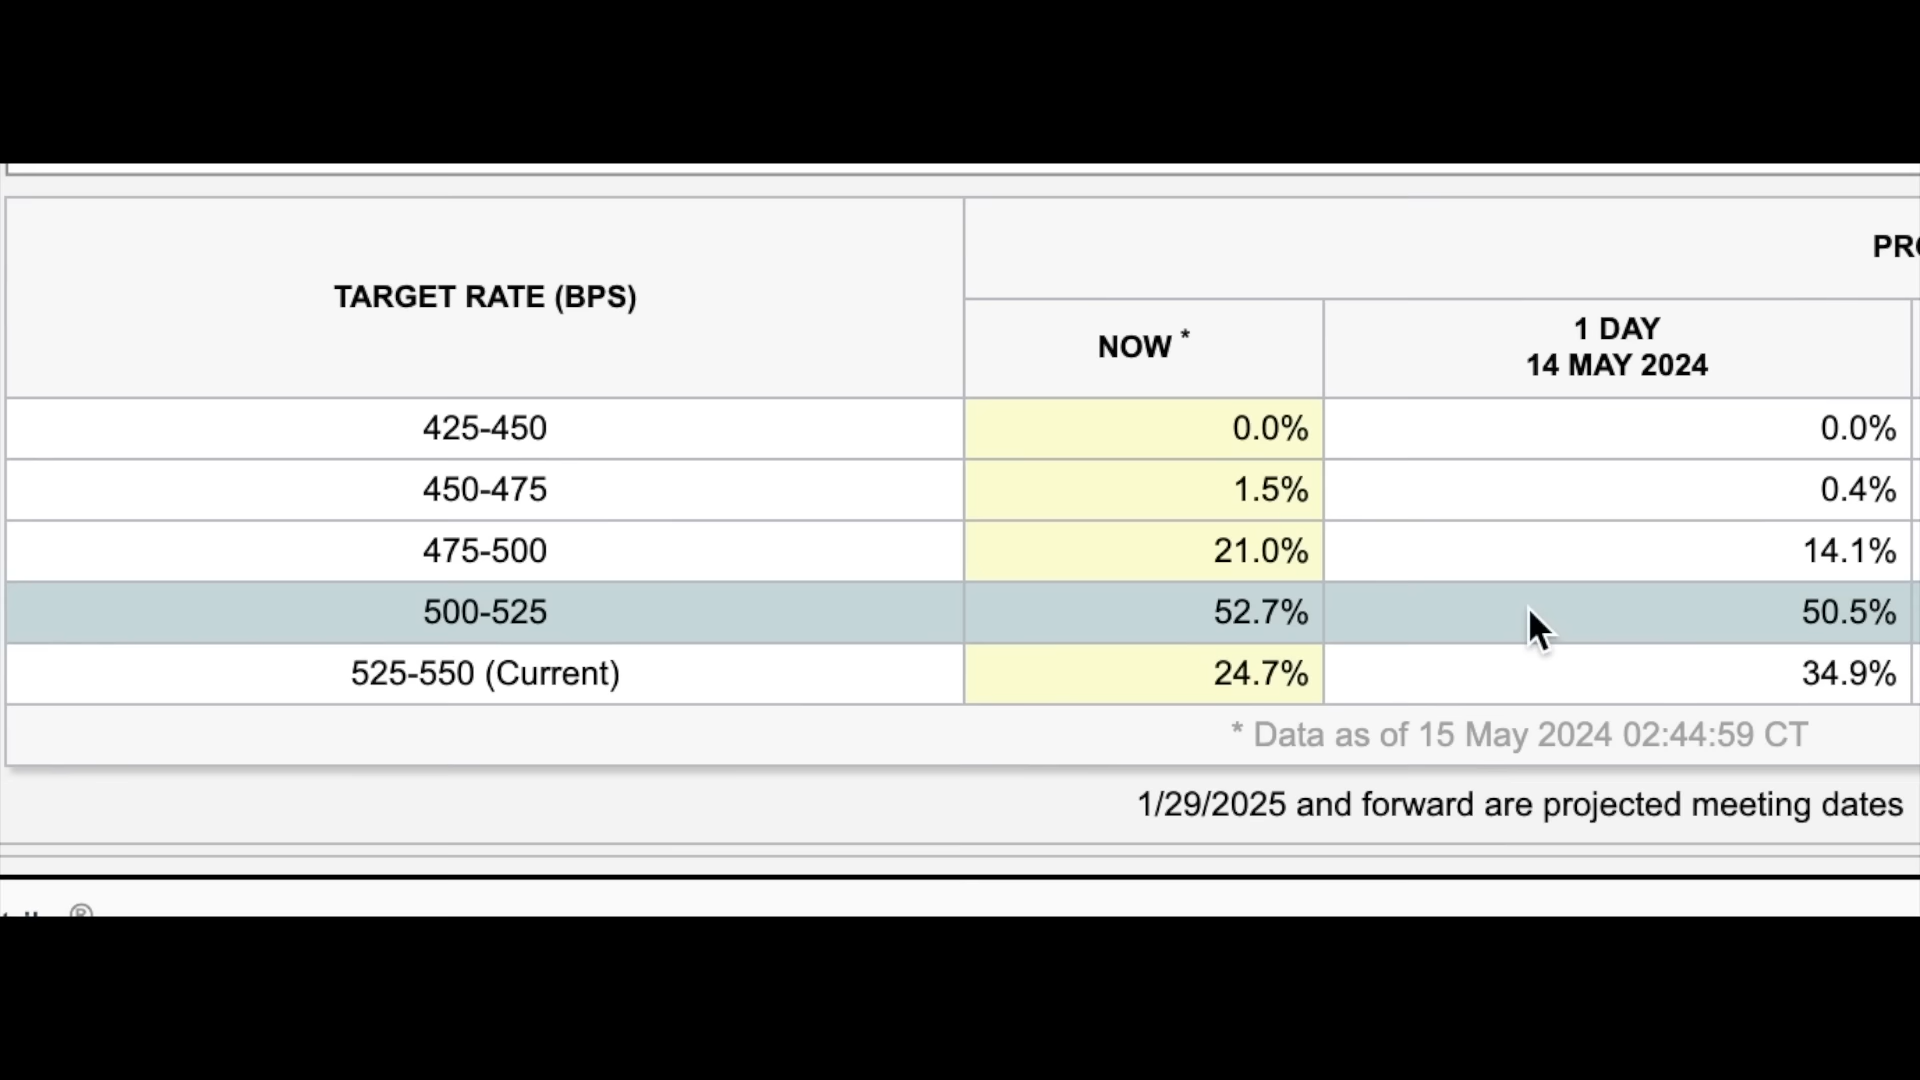 TARGET RATE (BPS)
NOW *
1 DAY
14 MAY 2024
425-450 0.0% 0.0%
450-475 1.5% 0.4%
475-500 21.0% 14.1%
500-525 52.7% 50.5%
525-550 (Current) 24.7% 34.9%
* Data as of 15 May 2024 02:44:59 CT
1/29/2025 and forward are projected meeting dates